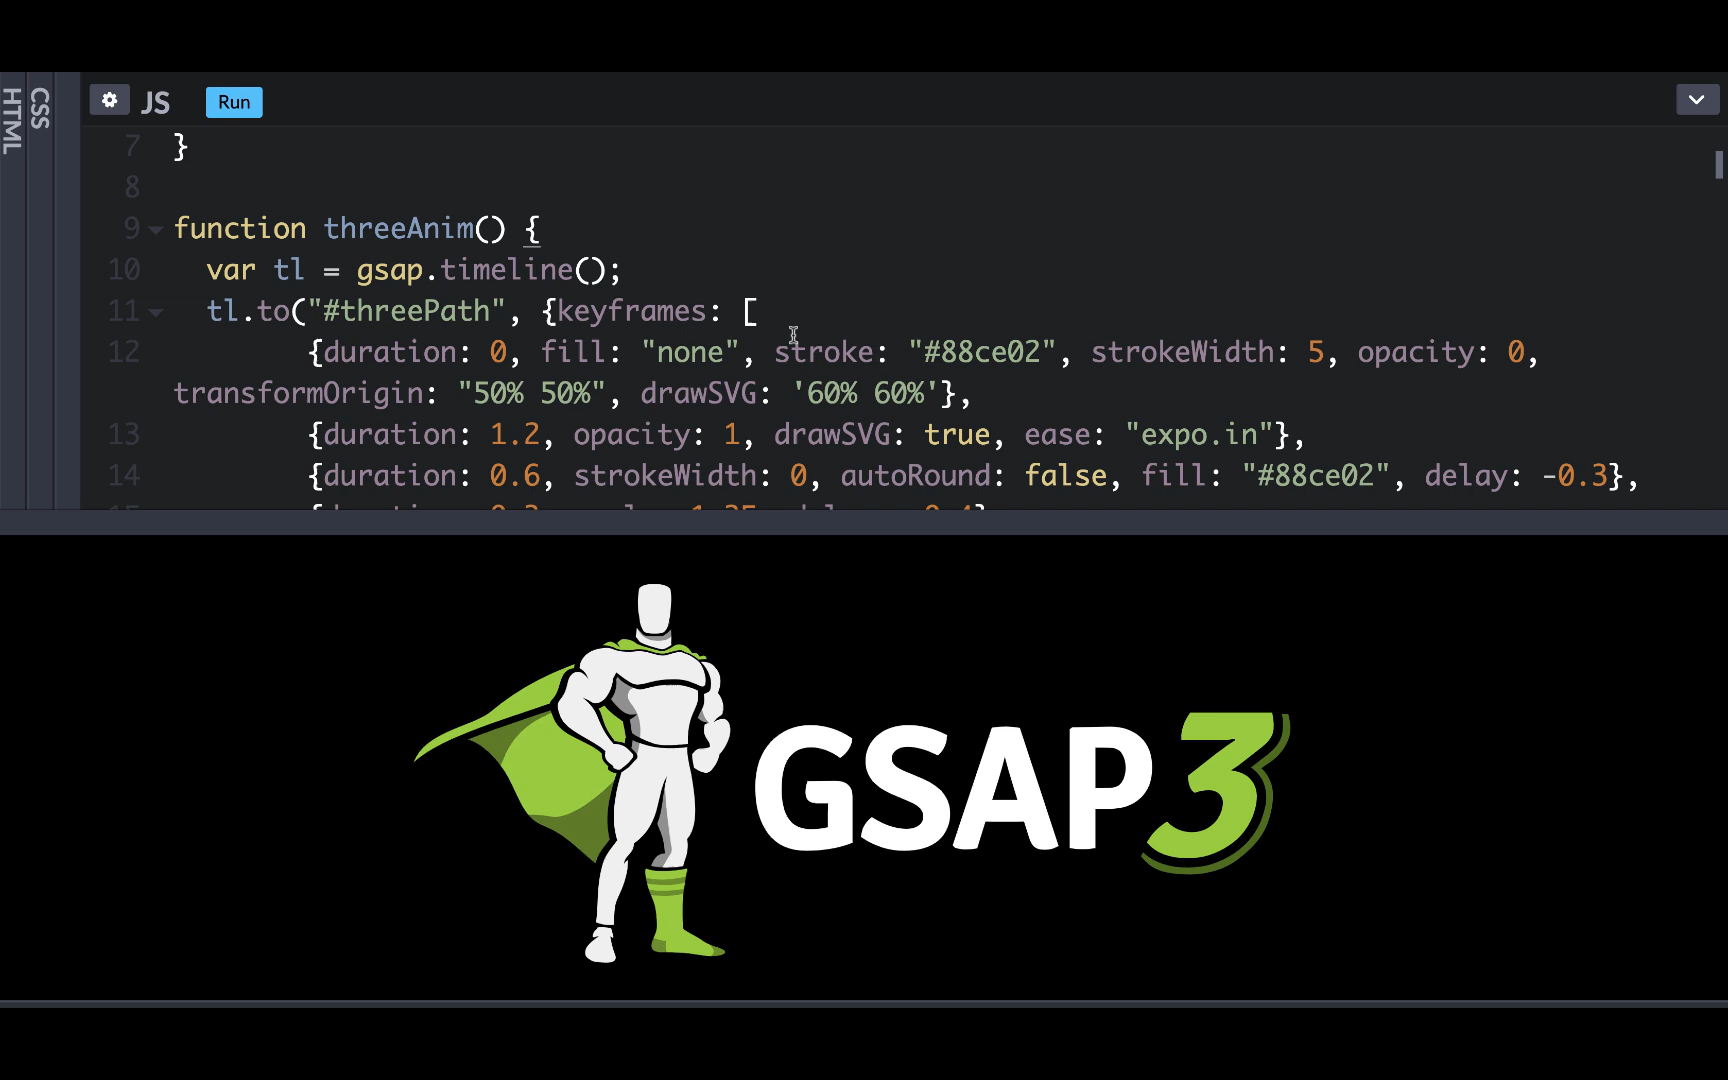 HTML
CSS
JS
Run
7 }
8
9 function threeAnim() {
10 var tl = gsap.timeline();
11 tl.to("#threePath", {keyframes: [
12 {duration: 0, fill: "none", stroke: "#88ce02", strokeWidth: 5, opacity: 0,
transformOrigin: "50% 50%", drawSVG: '60% 60%'},
13 {duration: 1.2, opacity: 1, drawSVG: true, ease: "expo.in"},
14 {duration: 0.6, strokeWidth: 0, autoRound: false, fill: "#88ce02", delay: -0.3},
GSAP3